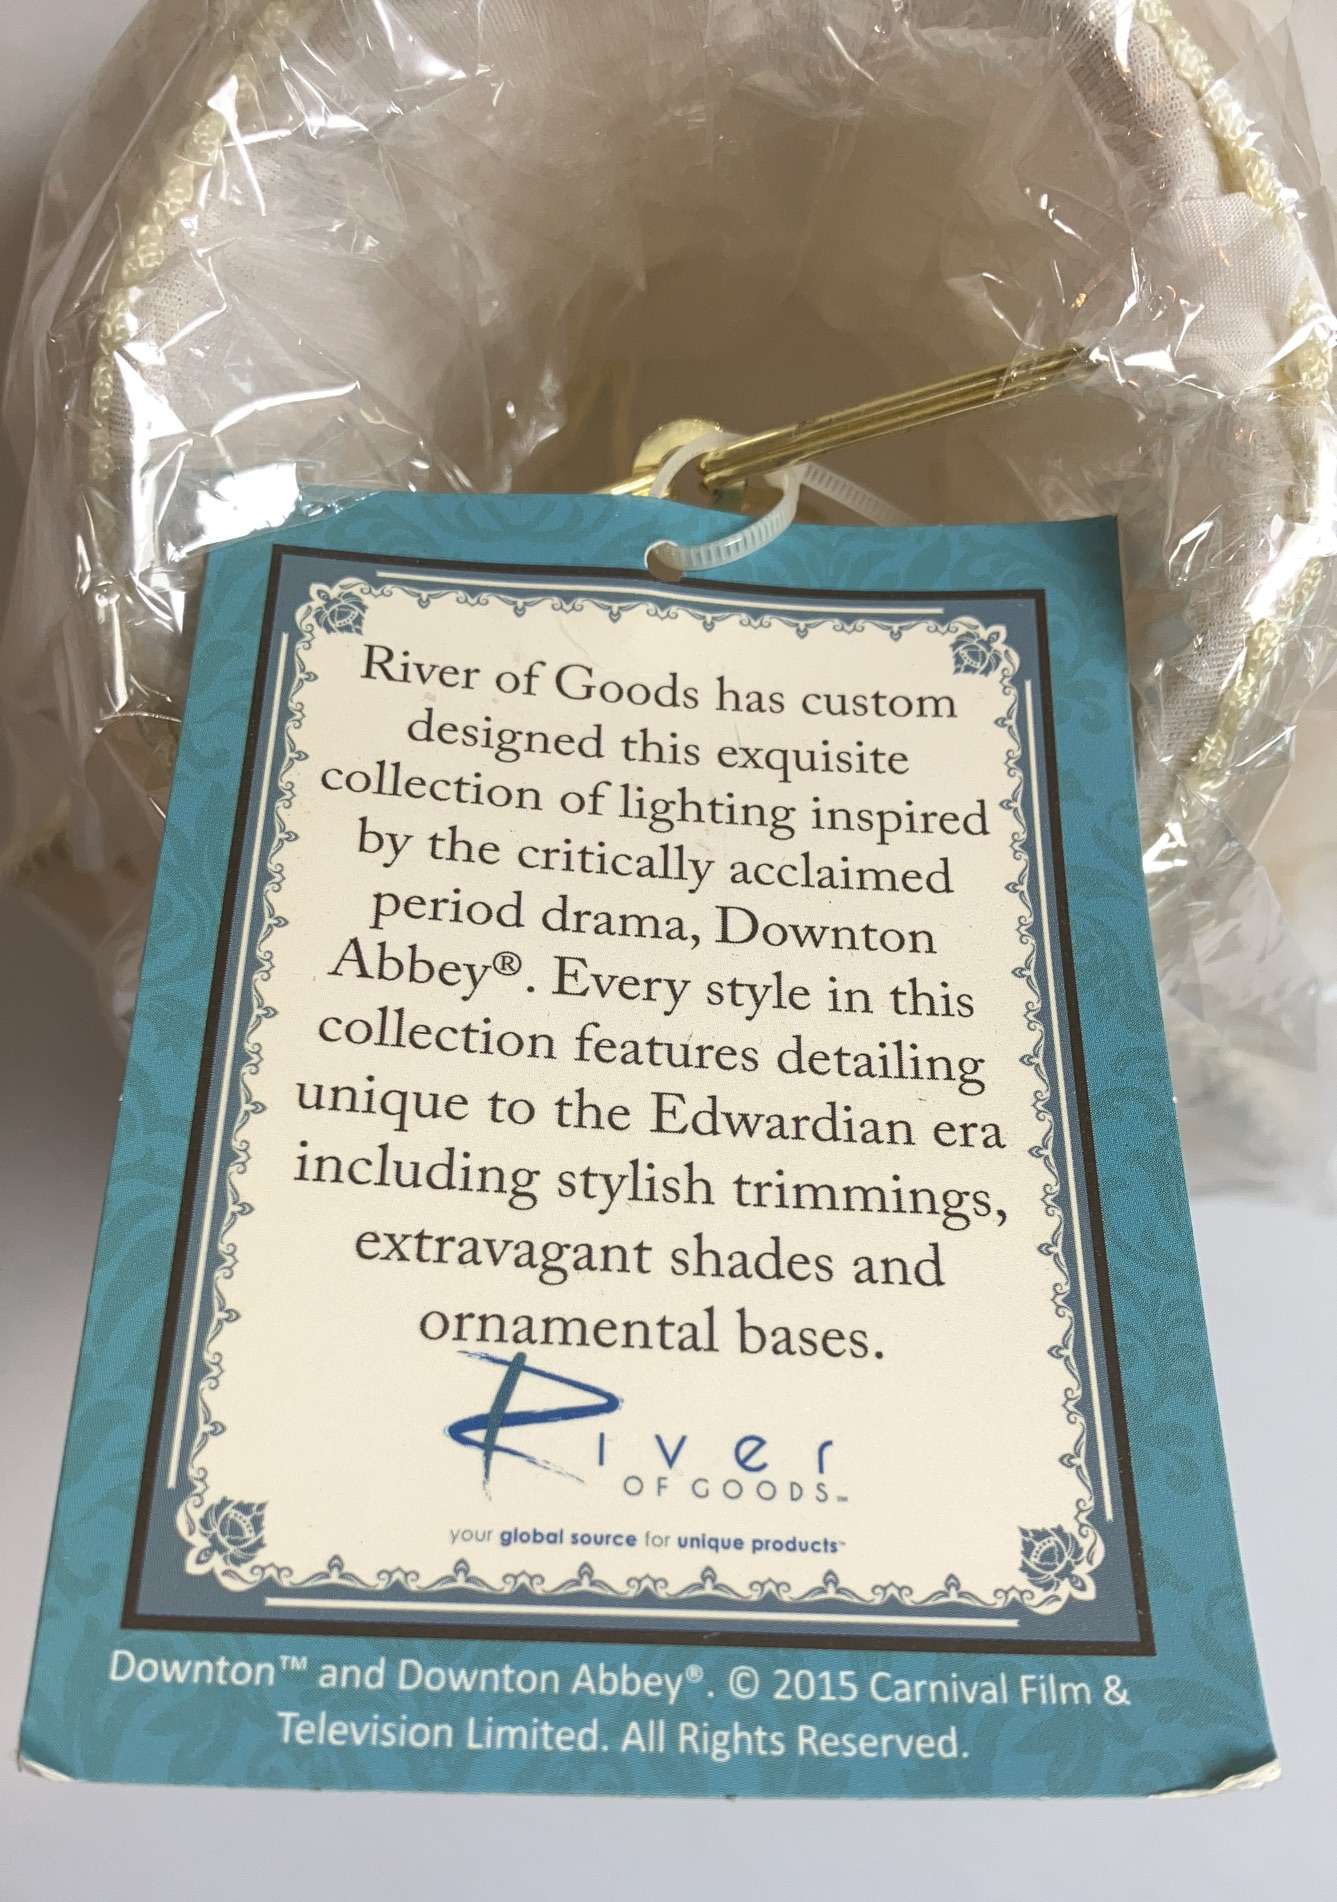 River of Goods has custom
designed this exquisite
collection of lighting inspired
by the critically acclaimed
period drama, Downton
Abbey®. Every style in this
collection features detailing
unique to the Edwardian era
including stylish trimmings,
extravagant shades and
ornamental bases.
River
OF GOODS™
your global source for unique products™
Downton™ and Downton Abbey®. © 2015 Carnival Film &
Television Limited. All Rights Reserved.